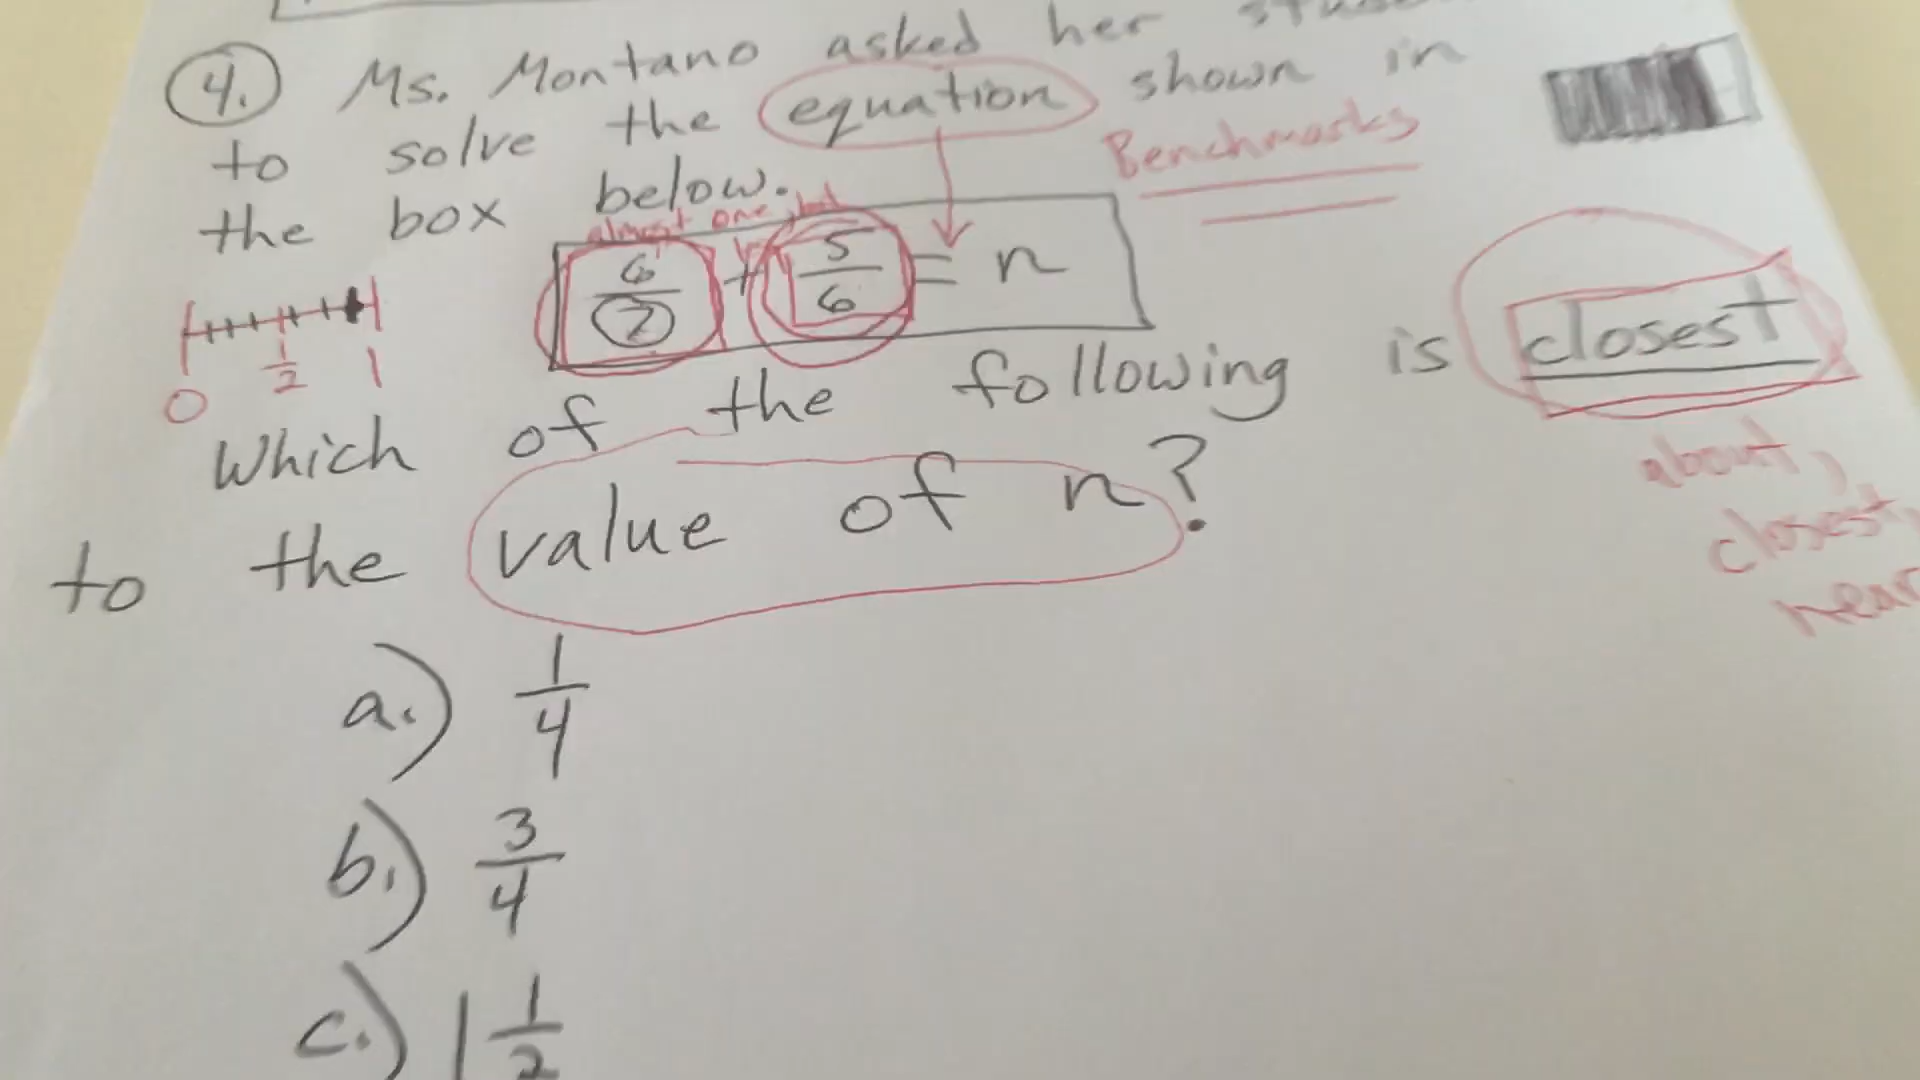 4. Ms. Montano asked her
to solve the equation shown in
the box below.
Benchmarks
almost one, but
6/7 + 5/6 = n
0 1/2 1
Which of the following is closest
about,
closest,
near
to the value of n?
a.) 1/4
b.) 3/4
c.) 1 1/2